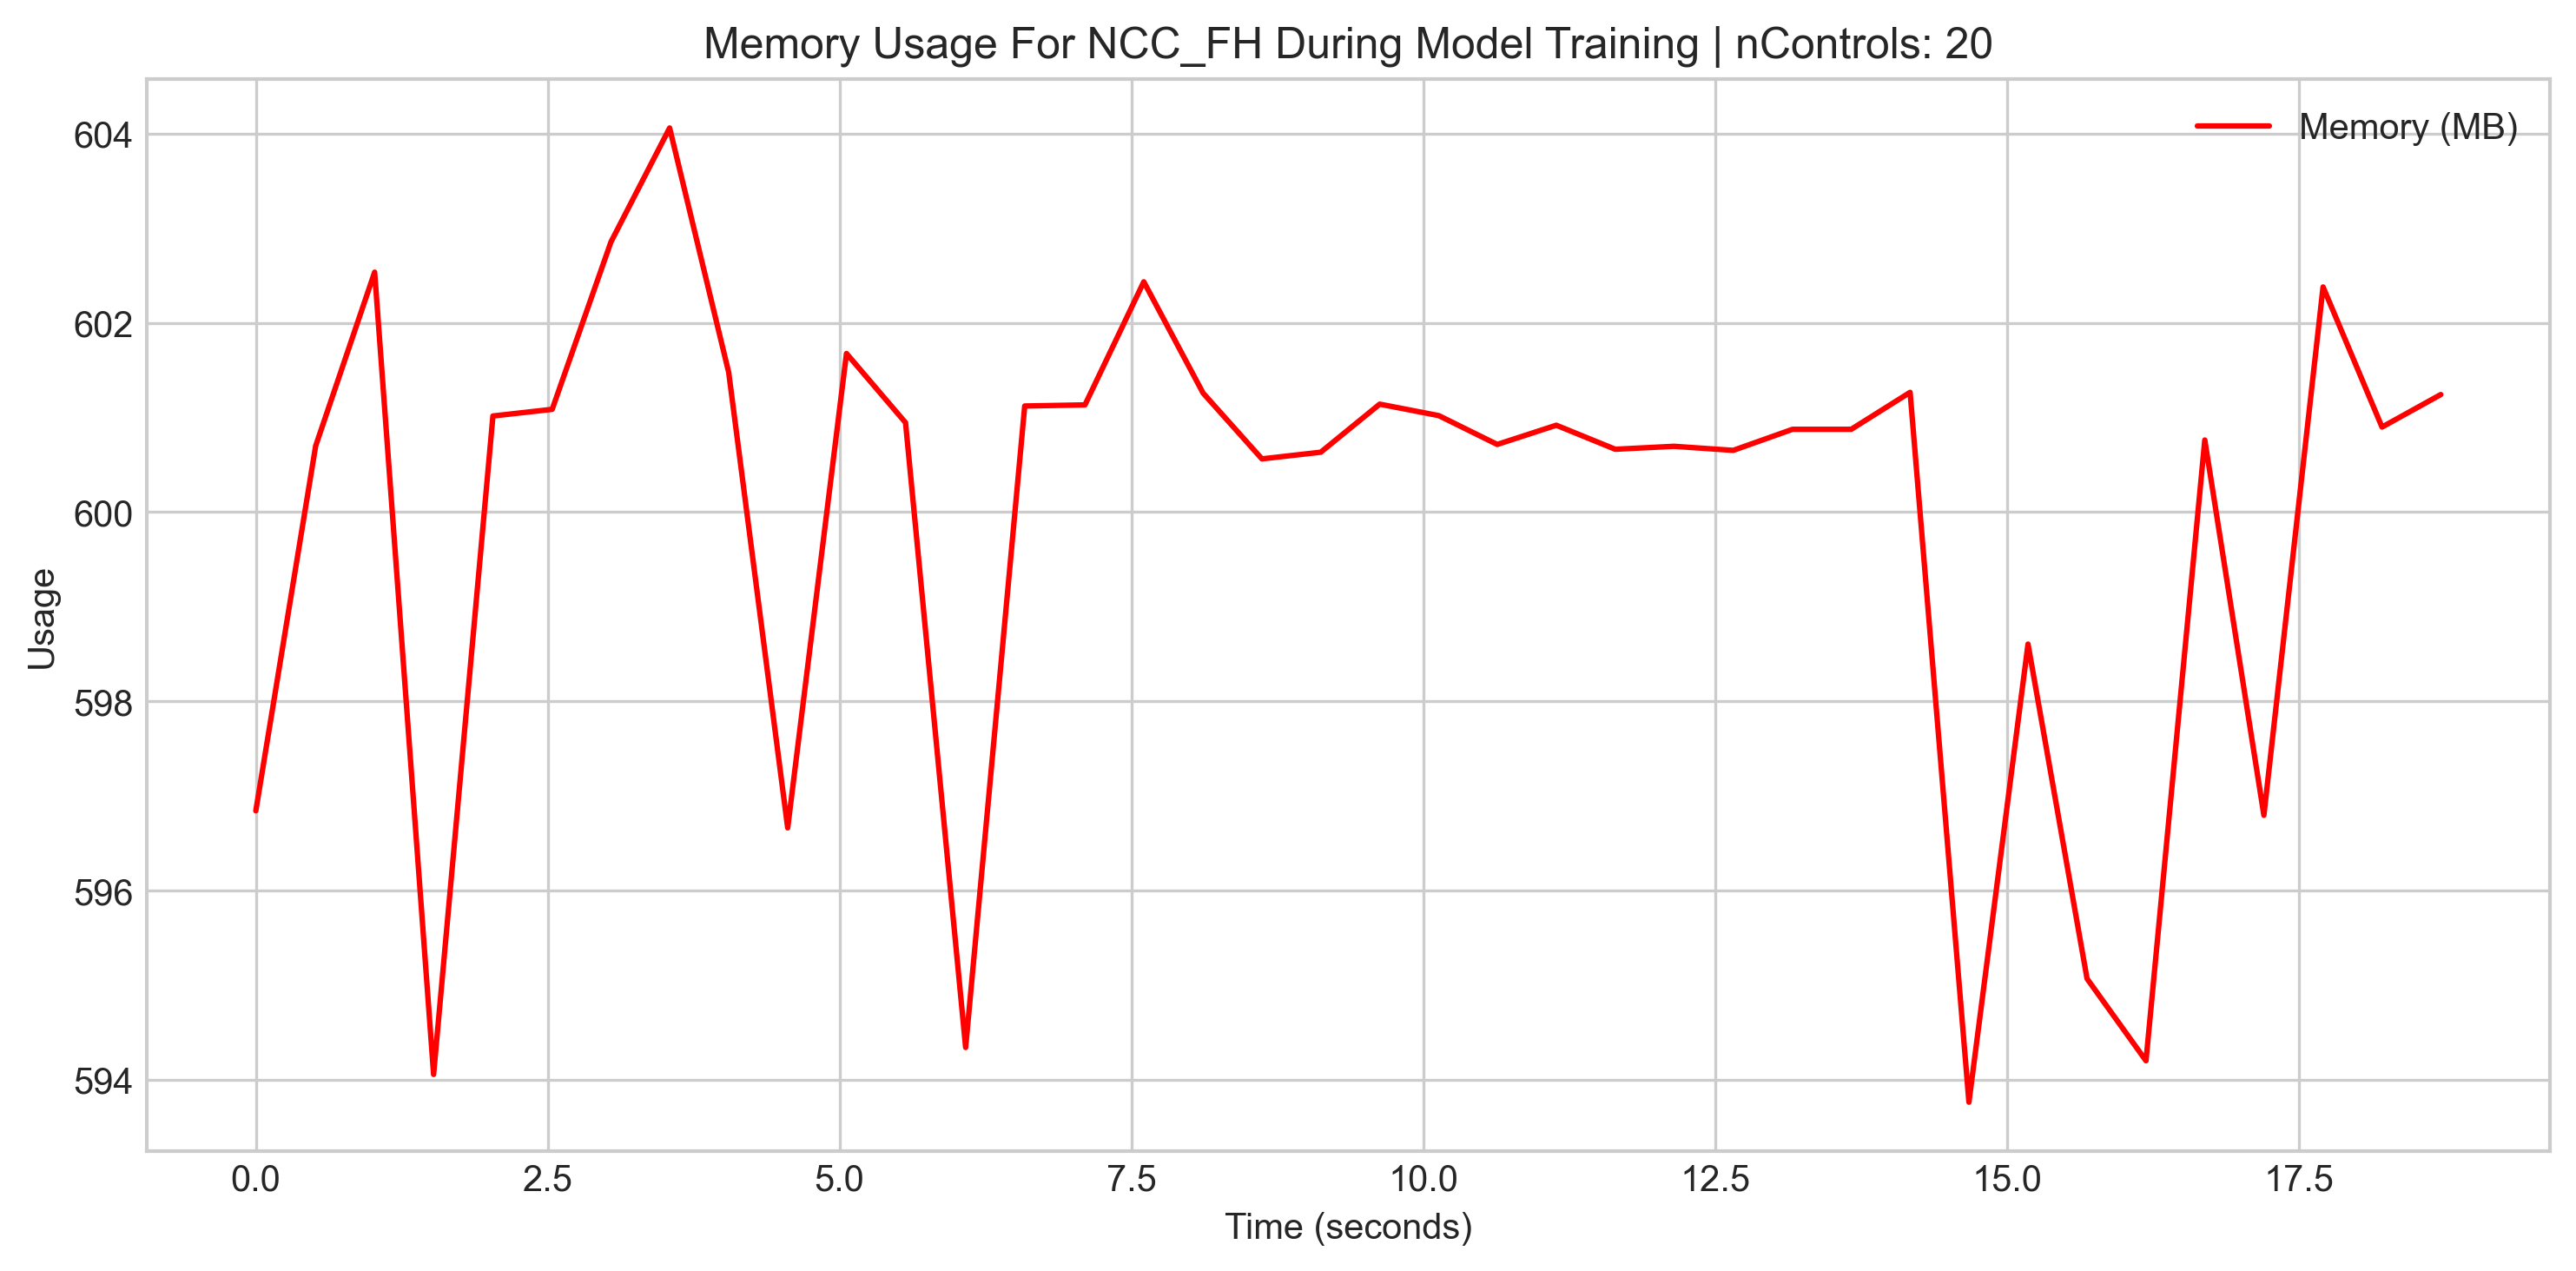 Memory Usage For NCC_FH During Model Training | nControls: 20
Memory (MB)
604
602
600
598
596
594
Usage
0.0 2.5 5.0 7.5 10.0 12.5 15.0 17.5
Time (seconds)